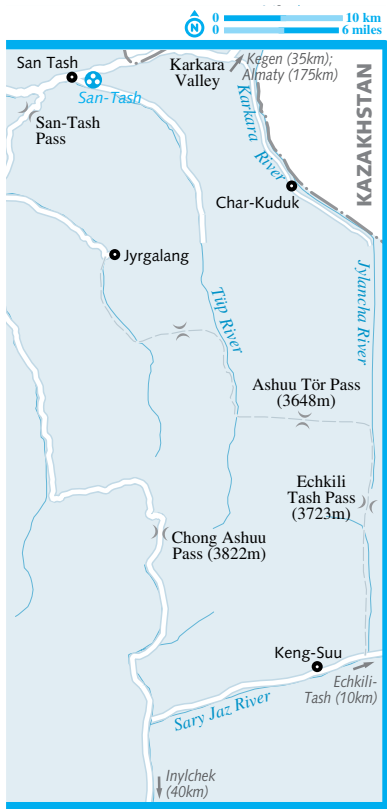 0 10 km
N
0 6 miles
San Tash
San-Tash
San-Tash
Pass
Karkara
Valley
Kegen (35km);
Almaty (175km)
Karkara River
KAZAKHSTAN
Char-Kuduk
Jyrgalang
Tüp River
Jylancha River
Ashuu Tör Pass
(3648m)
Echkili
Tash Pass
(3723m)
Chong Ashuu
Pass (3822m)
Keng-Suu
Echkili-
Tash (10km)
Sary Jaz River
Inylchek
(40km)